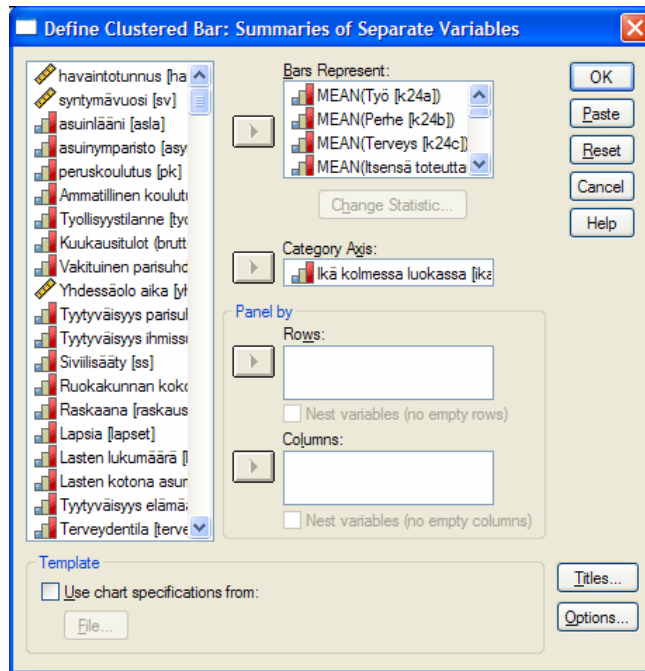 Define Clustered Bar: Summaries of Separate Variables
havaintotunnus [ha
syntymävuosi [sv]
asuinlääni [asla]
asuinymparisto [asy
peruskoulutus [pk]
Ammatillinen koulutu
Tyollisyystilanne [tyc
Kuukausitulot (brutt
Vakituinen parisuhd
Yhdessäolo aika [yh
Tyytyväisyys parisuh
Tyytyväisyys ihmissu
Siviilisääty [ss]
Ruokakunnan koko
Raskaana [raskaus
Lapsia [lapset]
Lasten lukumäärä [l
Lasten kotona asun
Tyytyväisyys elämää
Terveydentila [terve
Bars Represent:
MEAN(Työ [k24a])
MEAN(Perhe [k24b])
MEAN(Terveys [k24c])
MEAN(Itsensä toteutta
Change Statistic...
Category Axis:
Ikä kolmessa luokassa [ika
Panel by
Rows:
Nest variables (no empty rows)
Columns:
Nest variables (no empty columns)
OK
Paste
Reset
Cancel
Help
Template
Use chart specifications from:
File...
Titles...
Options...